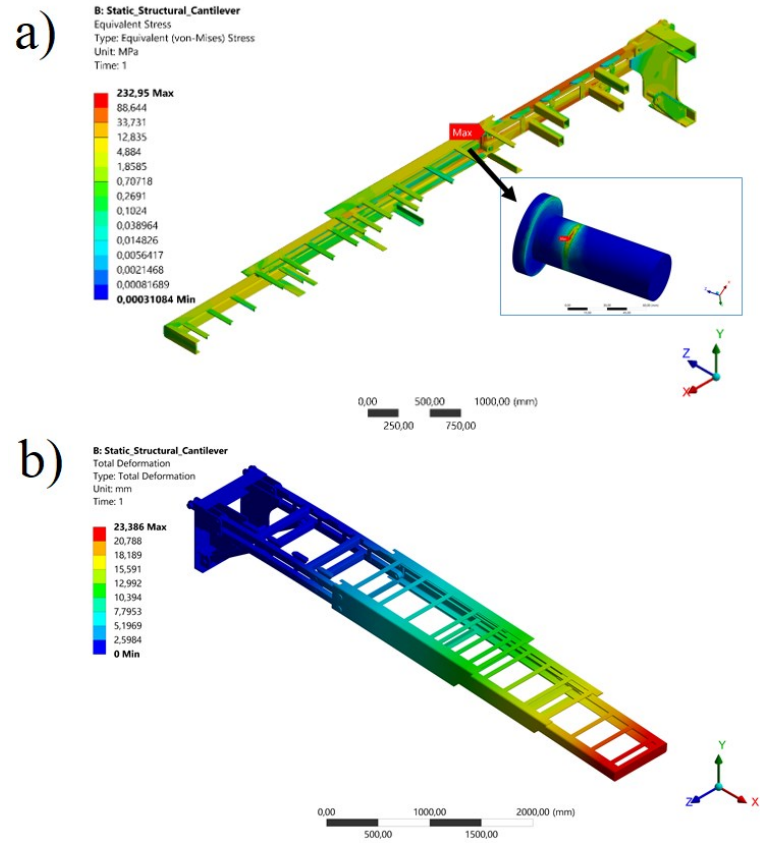 a)
B: Static_Structural_Cantilever
Equivalent Stress
Type: Equivalent (von-Mises) Stress
Unit: MPa
Time: 1
232,95 Max
88,644
33,731
12,835
4,884
1,8585
0,70718
0,2691
0,1024
0,038964
0,014826
0,0056417
0,0021468
0,00081689
0,00031084 Min
Max
Y
Z
X
0,00 500,00 1000,00 (mm)
250,00 750,00
b)
B: Static_Structural_Cantilever
Total Deformation
Type: Total Deformation
Unit: mm
Time: 1
23,386 Max
20,788
18,189
15,591
12,992
10,394
7,7953
5,1969
2,5984
0 Min
Y
Z X
0,00 1000,00 2000,00 (mm)
500,00 1500,00